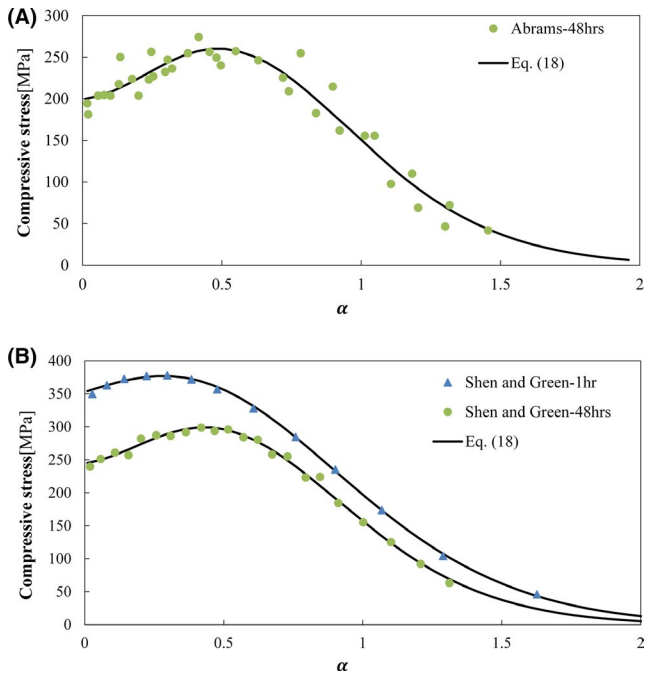 (A)
300
250
200
150
100
50
0
Compressive stress[MPa]
Abrams-48hrs
Eq. (18)
0 0.5 1 1.5 2
α
(B)
400
350
300
250
200
150
100
50
0
Compressive stress[MPa]
Shen and Green-1hr
Shen and Green-48hrs
Eq. (18)
0 0.5 1 1.5 2
α